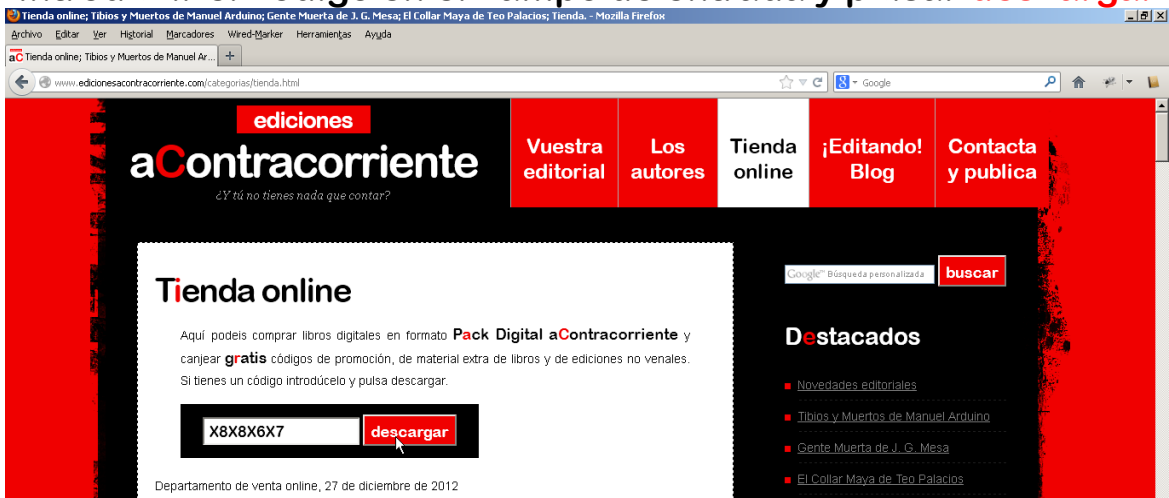 Tienda online; Tibios y Muertos de Manuel Arduino; Gente Muerta de J. G. Mesa; El Collar Maya de Teo Palacios; Tienda. - Mozilla Firefox
Archivo Editar Ver Historial Marcadores Wired-Marker Herramientas Ayuda
aC Tienda online; Tibios y Muertos de Manuel Ar... +
www.edicionesacontracorriente.com/categorias/tienda.html
Google
ediciones
aContracorriente
¿Y tú no tienes nada que contar?
Vuestra
editorial
Los
autores
Tienda
online
¡Editando!
Blog
Contacta
y publica
Tienda online
Aquí podeis comprar libros digitales en formato Pack Digital aContracorriente y
canjear gratis códigos de promoción, de material extra de libros y de ediciones no venales.
Si tienes un código introdúcelo y pulsa descargar.
X8X8X6X7 descargar
Departamento de venta online, 27 de diciembre de 2012
Google™ Búsqueda personalizada buscar
Destacados
Novedades editoriales
Tibios y Muertos de Manuel Arduino
Gente Muerta de J. G. Mesa
El Collar Maya de Teo Palacios